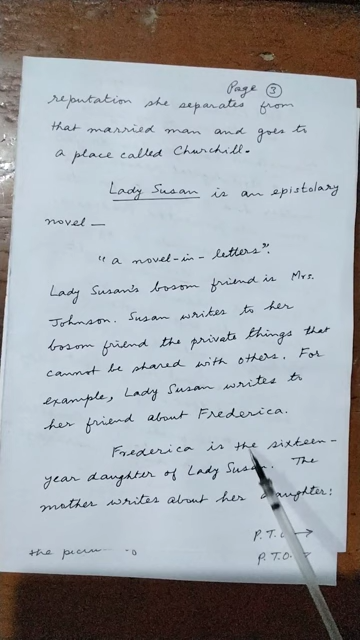 Page 3
reputation she separates from
that married man and goes to
a place called Churchill.
Lady Susan is an epistolary
novel —
"a novel-in-letters".
Lady Susan's bosom friend is Mrs.
Johnson. Susan writes to her
bosom friend the private things that
cannot be shared with others. For
example, Lady Susan writes to
her friend about Frederica.
Frederica is the sixteen-
year daughter of Lady Susan. The
mother writes about her daughter:
P.T.O →
the
P.T.O. →